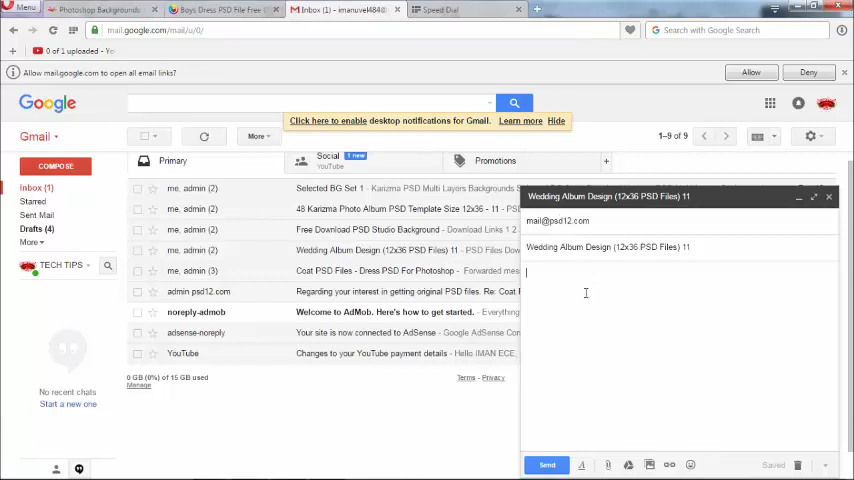 Menu
Photoshop Backgrounds
Boys Dress PSD File Free
Inbox (1) - imanuvel484@
Speed Dial
mail.google.com/mail/u/0/
Search with Google
0 of 1 uploaded -
Allow mail.google.com to open all email links?
Allow
Deny
Google
Click here to enable desktop notifications for Gmail. Learn more Hide
Gmail
More
1–9 of 9
COMPOSE
Primary
Social
1 new
YouTube
Promotions
Inbox (1)
Starred
Sent Mail
Drafts (4)
More
TECH TIPS
No recent chats
Start a new one
me, admin (2) Selected BG Set 1 - Karizma PSD Multi Layers Backgrounds
me, admin (2) 48 Karizma Photo Album PSD Template Size 12x36 - 11 -
me, admin (2) Free Download PSD Studio Background - Download Links 1 2
me, admin (2) Wedding Album Design (12x36 PSD Files) 11 - PSD Files Down
me, admin (3) Coat PSD Files - Dress PSD For Photoshop - Forwarded mess
admin psd12.com Regarding your interest in getting original PSD files. Re: Coat
noreply-admob Welcome to AdMob. Here's how to get started. - Everything
adsense-noreply Your site is now connected to AdSense - Google AdSense
YouTube Changes to your YouTube payment details - Hello IMAN ECE,
0 GB (0%) of 15 GB used
Manage
Terms - Privacy
Wedding Album Design (12x36 PSD Files) 11
mail@psd12.com
Wedding Album Design (12x36 PSD Files) 11
Send
Saved